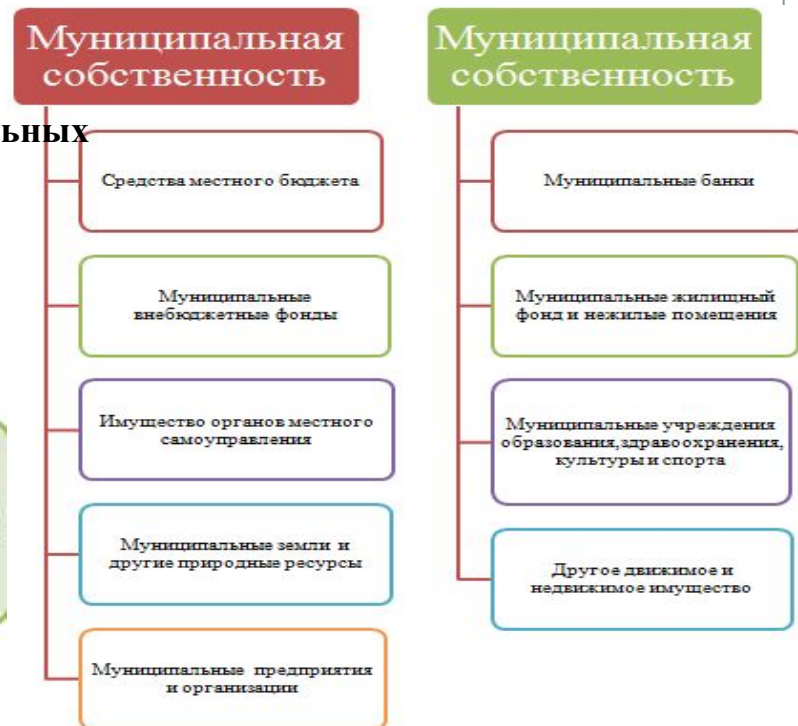 Муниципальная
собственность
ьных
Средства местного бюджета
Муниципальные
внебюджетные фонды
Имущество органов местного
самоуправления
Муниципальные земли и
другие природные ресурсы
Муниципальные предприятия
и организации
Муниципальная
собственность
Муниципальные банки
Муниципальные жилищный
фонд и нежилые помещения
Муниципальные учреждения
образования,здравоохранения,
культуры и спорта
Другое движимое и
недвижимое имущество